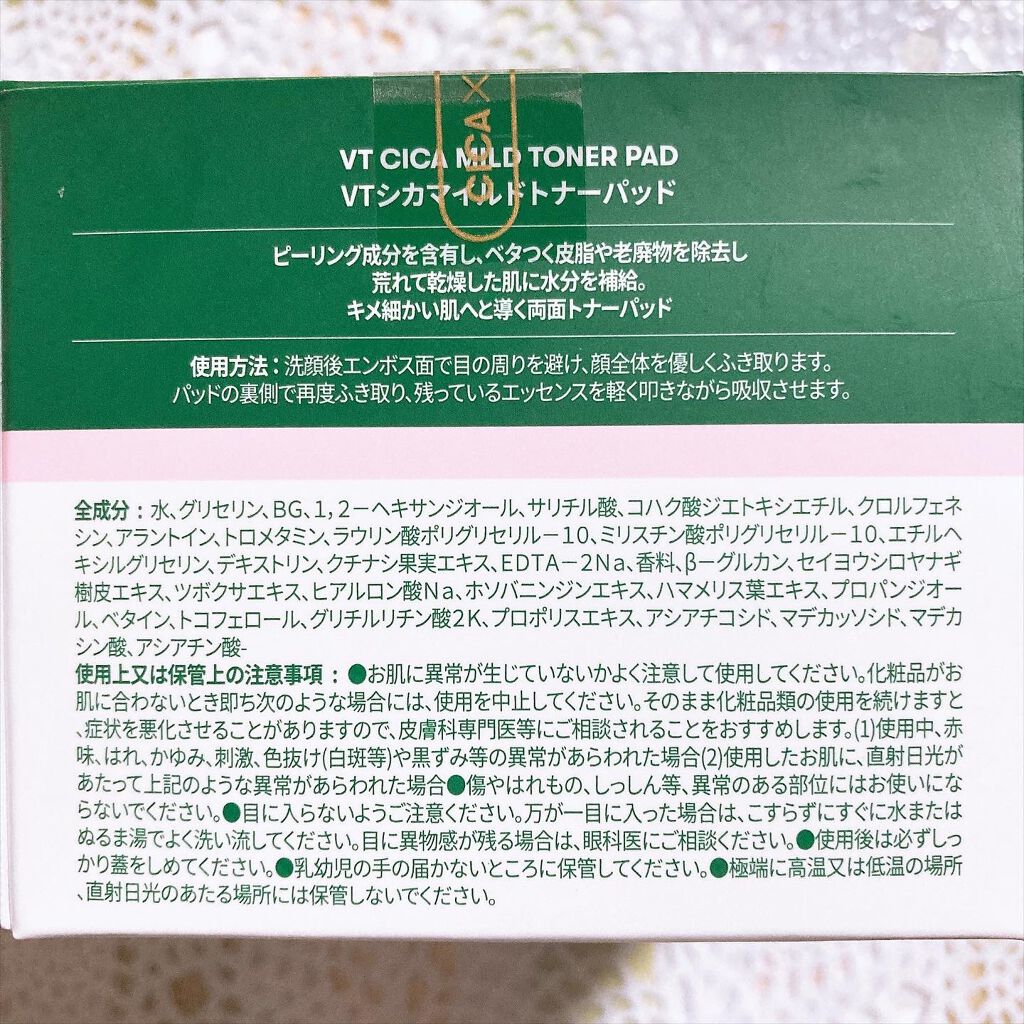 CICA X
VT CICA MILD TONER PAD
VTシカマイルドトナーパッド
ピーリング成分を含有し、ベタつく皮脂や老廃物を除去し
荒れて乾燥した肌に水分を補給。
キメ細かい肌へと導く両面トナーパッド
使用方法：洗顔後エンボス面で目の周りを避け、顔全体を優しくふき取ります。
パッドの裏側で再度ふき取り、残っているエッセンスを軽く叩きながら吸収させます。
全成分：水、グリセリン、BG、1，2－ヘキサンジオール、サリチル酸、コハク酸ジエトキシエチル、クロルフェネ
シン、アラントイン、トロメタミン、ラウリン酸ポリグリセリル－10、ミリスチン酸ポリグリセリル－10、エチルヘ
キシルグリセリン、デキストリン、クチナシ果実エキス、EDTA－2Na、香料、β－グルカン、セイヨウシロヤナギ
樹皮エキス、ツボクサエキス、ヒアルロン酸Na、ホソバニンジンエキス、ハマメリス葉エキス、プロパンジオー
ル、ベタイン、トコフェロール、グリチルリチン酸2K、プロポリスエキス、アシアチコシド、マデカッソシド、マデカ
シン酸、アシアチン酸-
使用上又は保管上の注意事項：●お肌に異常が生じていないかよく注意して使用してください。化粧品がお
肌に合わないとき即ち次のような場合には、使用を中止してください。そのまま化粧品類の使用を続けますと
、症状を悪化させることがありますので、皮膚科専門医等にご相談されることをおすすめします。(1)使用中、赤
味、はれ、かゆみ、刺激、色抜け(白斑等)や黒ずみ等の異常があらわれた場合(2)使用したお肌に、直射日光が
あたって上記のような異常があらわれた場合●傷やはれもの、しっしん等、異常のある部位にはお使いにな
らないでください。●目に入らないようご注意ください。万が一目に入った場合は、こすらずにすぐに水または
ぬるま湯でよく洗い流してください。目に異物感が残る場合は、眼科医にご相談ください。●使用後は必ずしっ
かり蓋をしめてください。●乳幼児の手の届かないところに保管してください。●極端に高温又は低温の場所
、直射日光のあたる場所には保管しないでください。